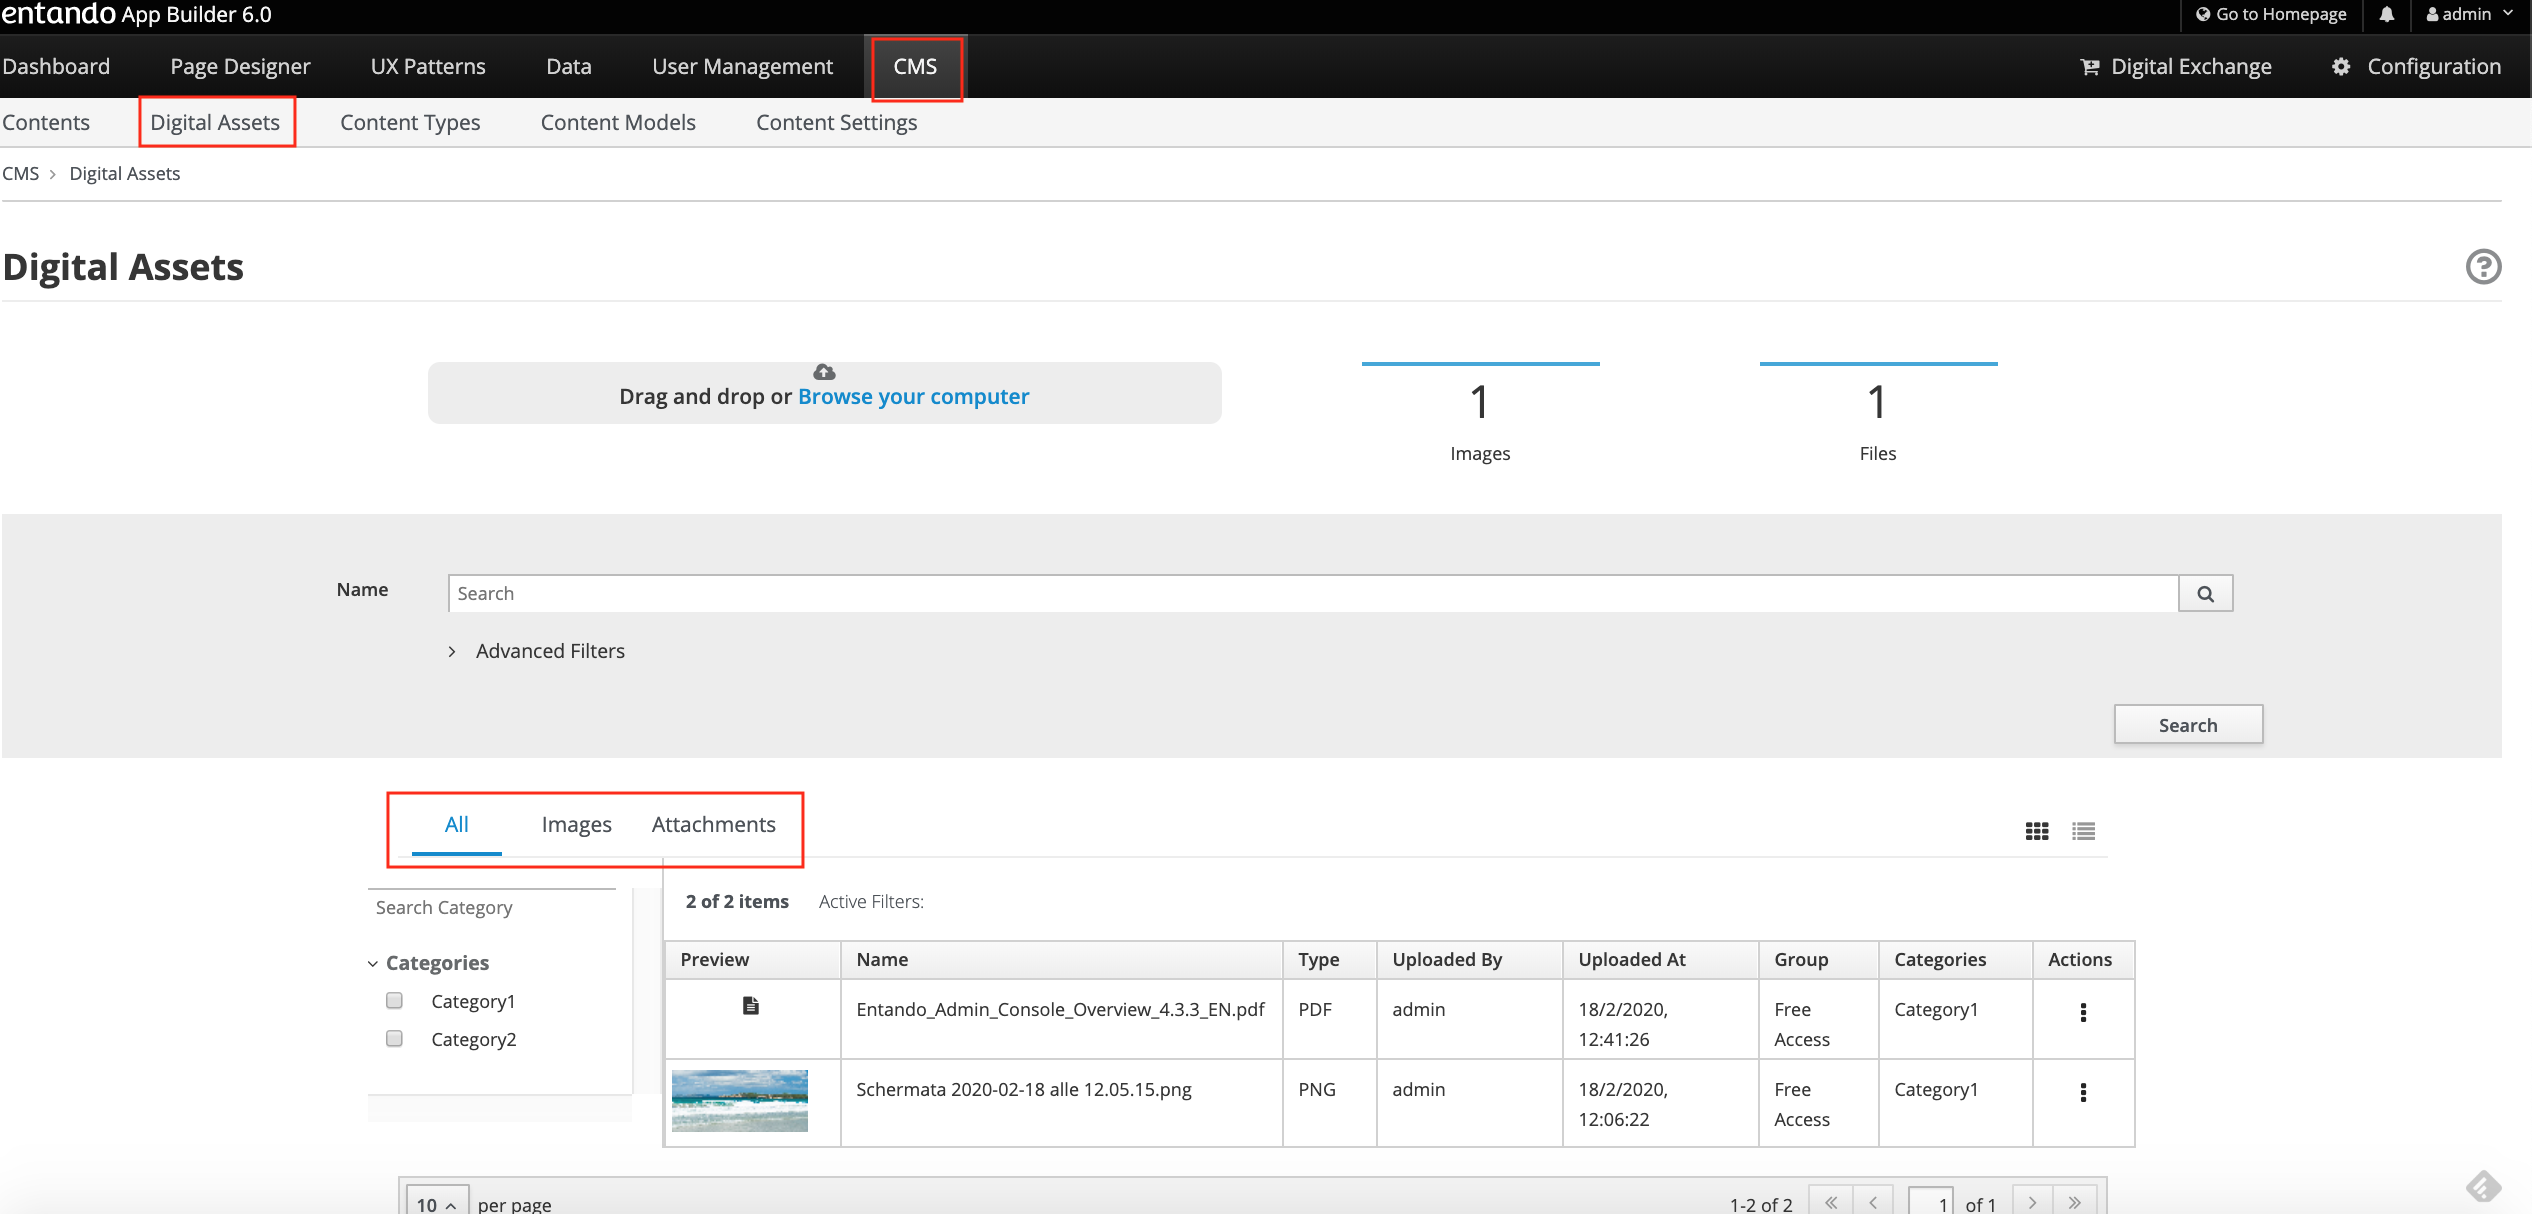 entando App Builder 6.0 Go to Homepage admin
Dashboard Page Designer UX Patterns Data User Management CMS Digital Exchange Configuration
Contents Digital Assets Content Types Content Models Content Settings
CMS > Digital Assets
Digital Assets
Drag and drop or Browse your computer
1
Images
1
Files
Name Search
Advanced Filters
Search
All Images Attachments
Search Category
Categories
Category1
Category2
2 of 2 items Active Filters:
Preview Name Type Uploaded By Uploaded At Group Categories Actions
Entando_Admin_Console_Overview_4.3.3_EN.pdf PDF admin 18/2/2020, 12:41:26 Free Access Category1
Schermata 2020-02-18 alle 12.05.15.png PNG admin 18/2/2020, 12:06:22 Free Access Category1
10 per page 1-2 of 2 « < 1 of 1 > »